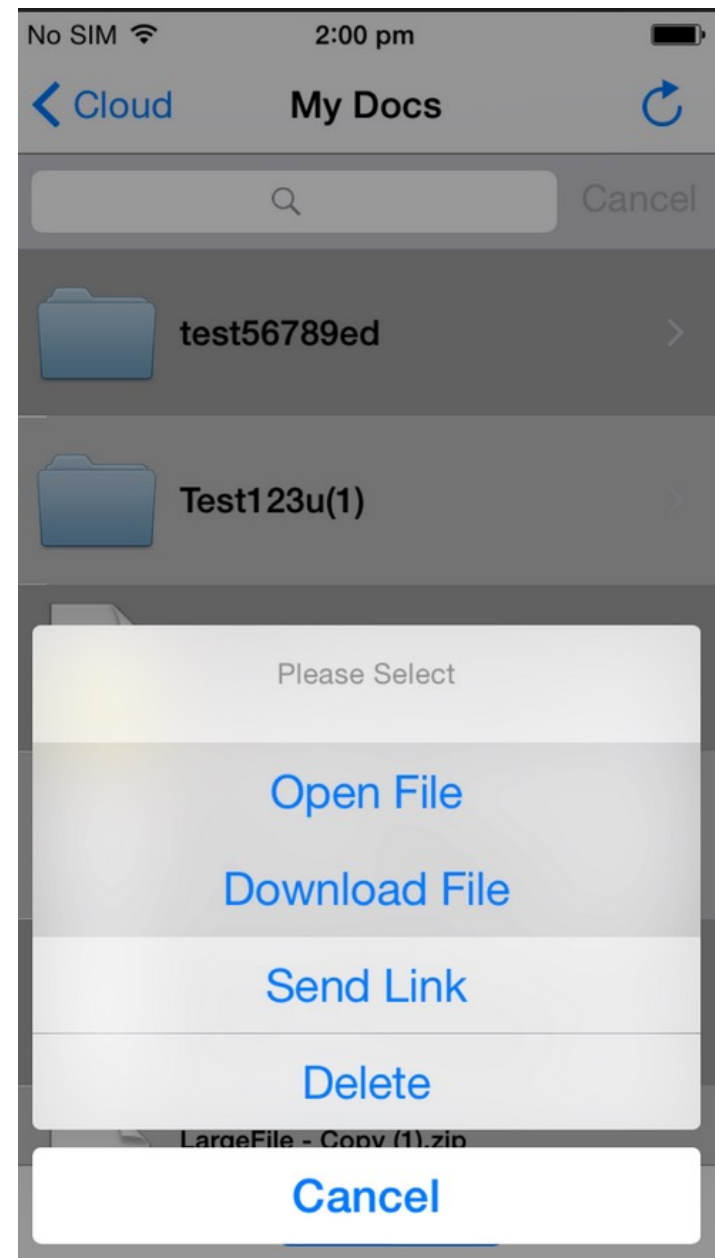 No SIM 2:00 pm
Cloud My Docs
Cancel
test56789ed
Test123u(1)
Please Select
Open File
Download File
Send Link
Delete
LargeFile - Copy (1).zip
Cancel